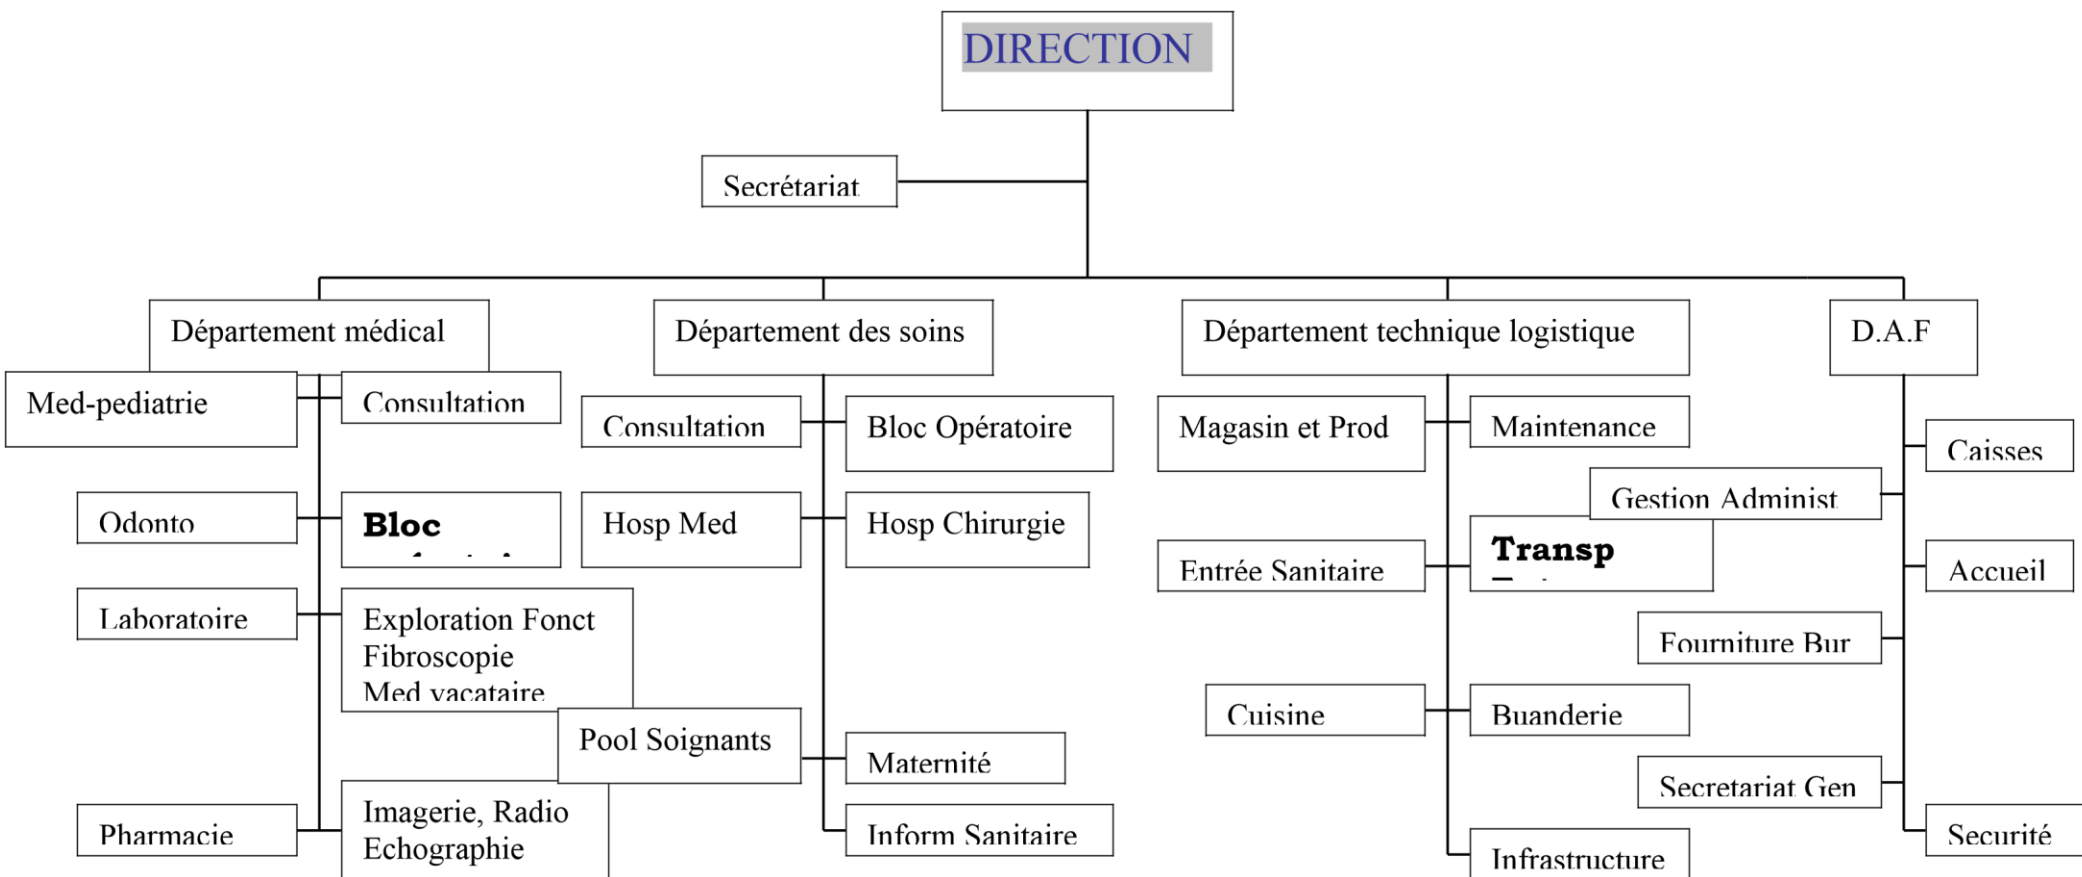 DIRECTION
Secrétariat
Département médical
Département des soins
Département technique logistique
D.A.F
Med-pediatrie
Consultation
Consultation
Bloc Opératoire
Magasin et Prod
Maintenance
Caisses
Gestion Administ
Odonto
Bloc
Hosp Med
Hosp Chirurgie
Transp
Entrée Sanitaire
Accueil
Laboratoire
Exploration Fonct
Fibroscopie
Med vacataire
Fourniture Bur
Pool Soignants
Maternité
Cuisine
Buanderie
Secretariat Gen
Pharmacie
Imagerie, Radio
Echographie
Inform Sanitaire
Infrastructure
Securité